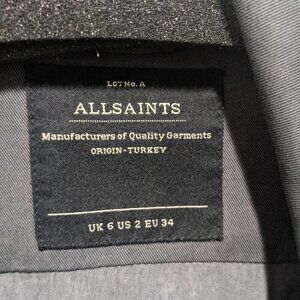 LOT No. A
ALLSAINTS
Manufacturers of Quality Garments
ORIGIN-TURKEY
UK 6 US 2 EU 34